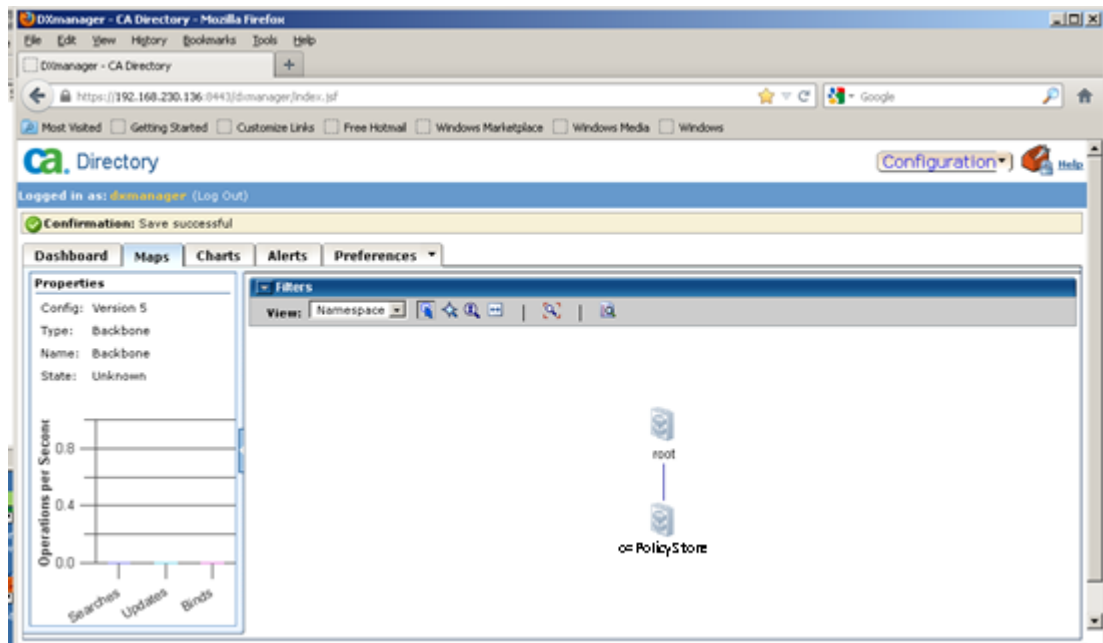 DXmanager - CA Directory - Mozilla Firefox
File Edit View History Bookmarks Tools Help
DXmanager - CA Directory
https://192.168.230.136:8443/dxmanager/index.jsf
Google
Most Visited Getting Started Customize Links Free Hotmail Windows Marketplace Windows Media Windows
ca. Directory
Configuration
Help
Logged in as: dxmanager (Log Out)
Confirmation: Save successful
Dashboard Maps Charts Alerts Preferences
Properties
Config: Version 5
Type: Backbone
Name: Backbone
State: Unknown
Filters
View: Namespace
root
o=PolicyStore
Operations per Second
0.8
0.4
0.0
Searches Updates Binds